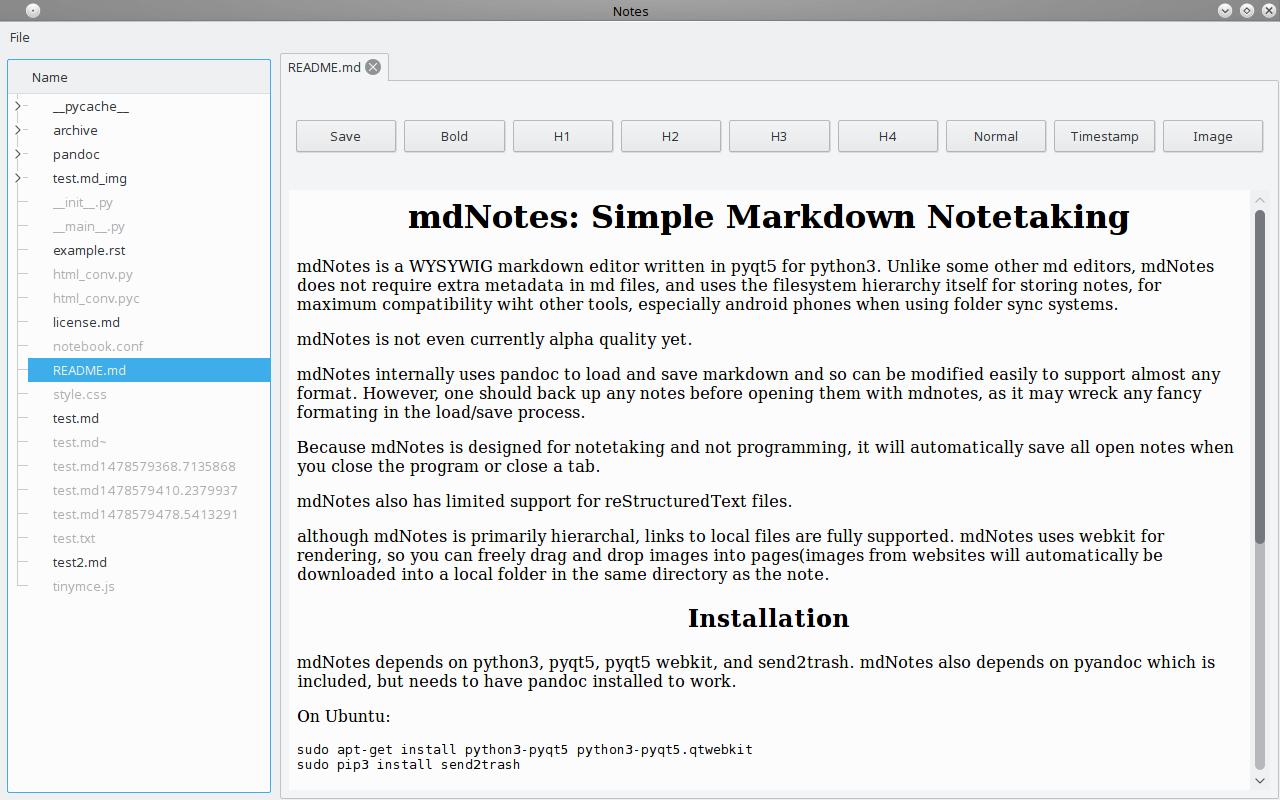 Notes
File
Name
__pycache__
archive
pandoc
test.md_img
__init__.py
__main__.py
example.rst
html_conv.py
html_conv.pyc
license.md
notebook.conf
README.md
style.css
test.md
test.md~
test.md1478579368.7135868
test.md1478579410.2379937
test.md1478579478.5413291
test.txt
test2.md
tinymce.js
README.md
Save Bold H1 H2 H3 H4 Normal Timestamp Image
mdNotes: Simple Markdown Notetaking
mdNotes is a WYSYWIG markdown editor written in pyqt5 for python3. Unlike some other md editors, mdNotes
does not require extra metadata in md files, and uses the filesystem hierarchy itself for storing notes, for
maximum compatibility wiht other tools, especially android phones when using folder sync systems.
mdNotes is not even currently alpha quality yet.
mdNotes internally uses pandoc to load and save markdown and so can be modified easily to support almost any
format. However, one should back up any notes before opening them with mdnotes, as it may wreck any fancy
formating in the load/save process.
Because mdNotes is designed for notetaking and not programming, it will automatically save all open notes when
you close the program or close a tab.
mdNotes also has limited support for reStructuredText files.
although mdNotes is primarily hierarchal, links to local files are fully supported. mdNotes uses webkit for
rendering, so you can freely drag and drop images into pages(images from websites will automatically be
downloaded into a local folder in the same directory as the note.
Installation
mdNotes depends on python3, pyqt5, pyqt5 webkit, and send2trash. mdNotes also depends on pyandoc which is
included, but needs to have pandoc installed to work.
On Ubuntu:
sudo apt-get install python3-pyqt5 python3-pyqt5.qtwebkit
sudo pip3 install send2trash